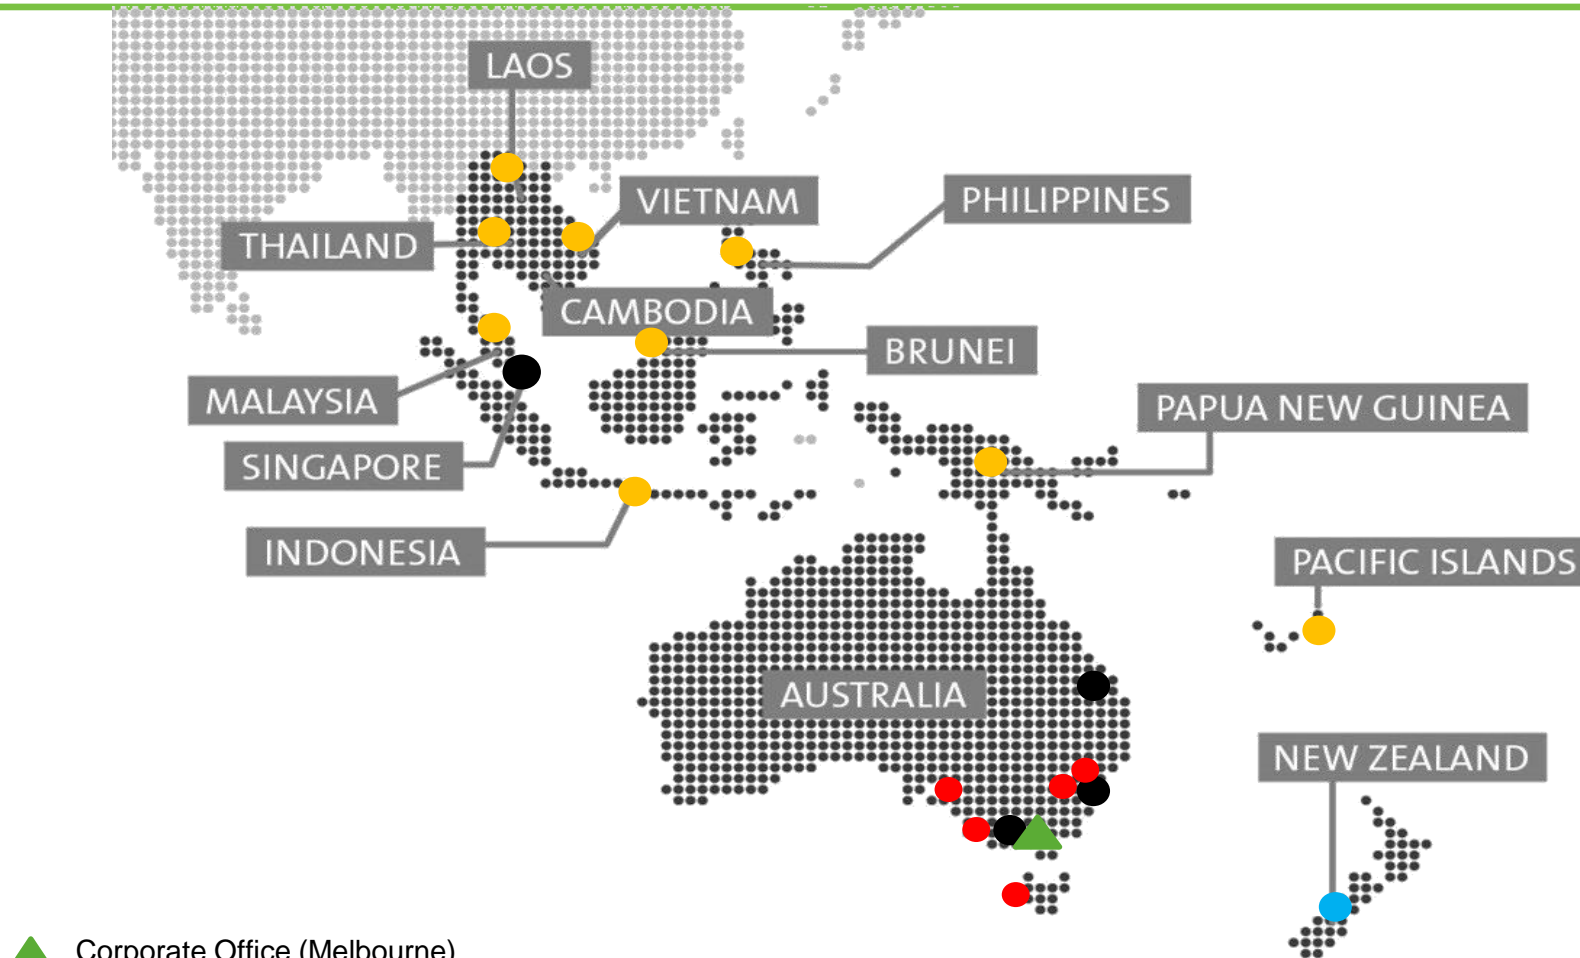 LAOS
VIETNAM
PHILIPPINES
THAILAND
CAMBODIA
BRUNEI
MALAYSIA
PAPUA NEW GUINEA
SINGAPORE
INDONESIA
PACIFIC ISLANDS
AUSTRALIA
NEW ZEALAND
Corporate Office (Melbourne)